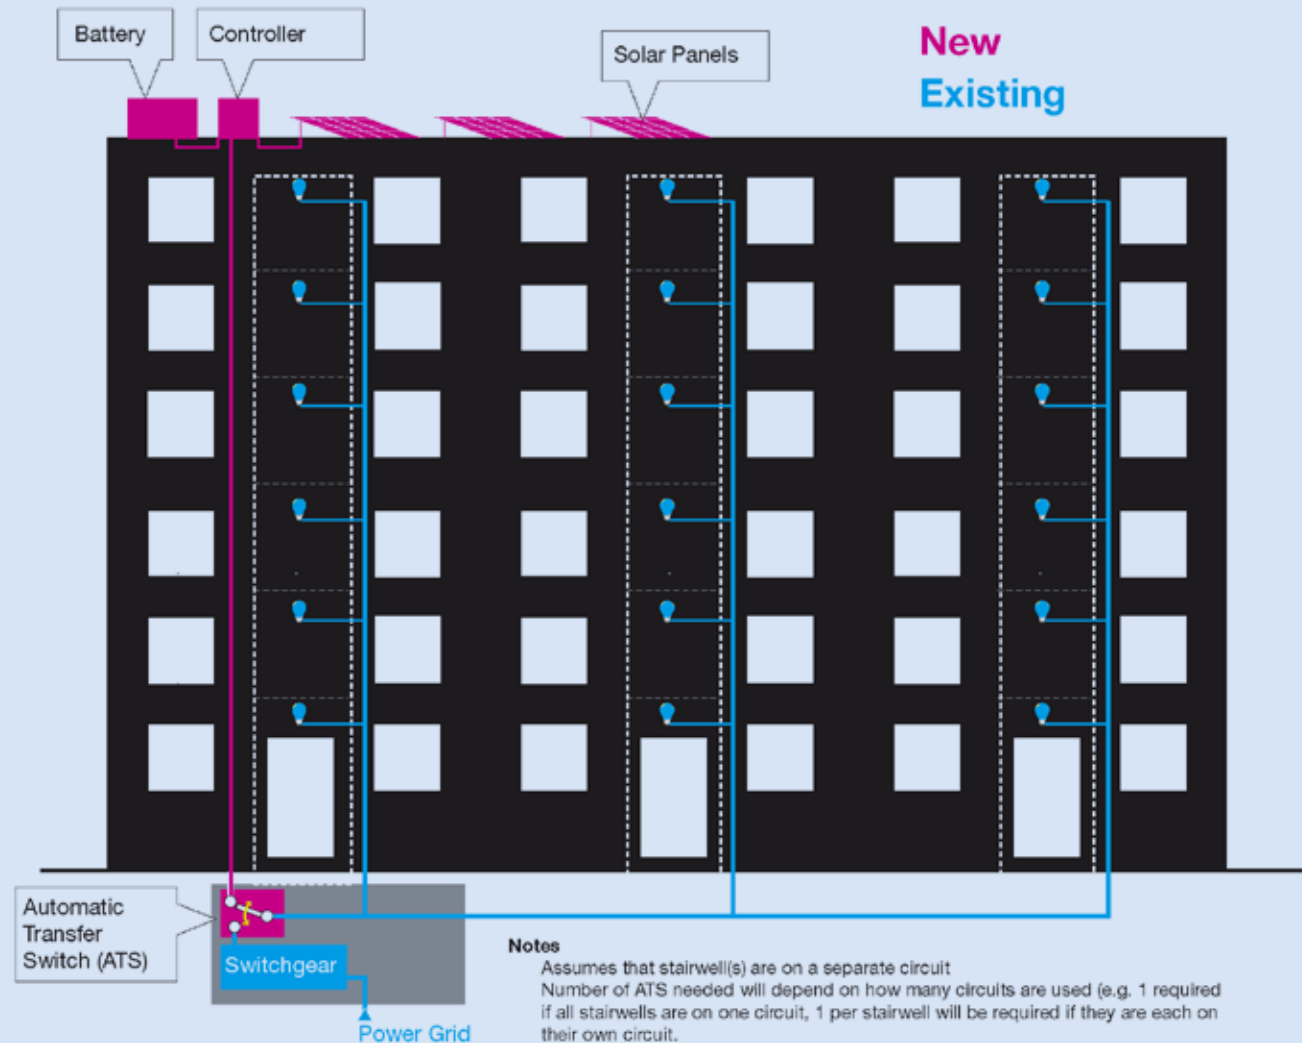 Battery
Controller
Solar Panels
New
Existing
Automatic
Transfer
Switch (ATS)
Switchgear
Power Grid
Notes
Assumes that stairwell(s) are on a separate circuit
Number of ATS needed will depend on how many circuits are used (e.g. 1 required
if all stairwells are on one circuit, 1 per stairwell will be required if they are each on
their own circuit.